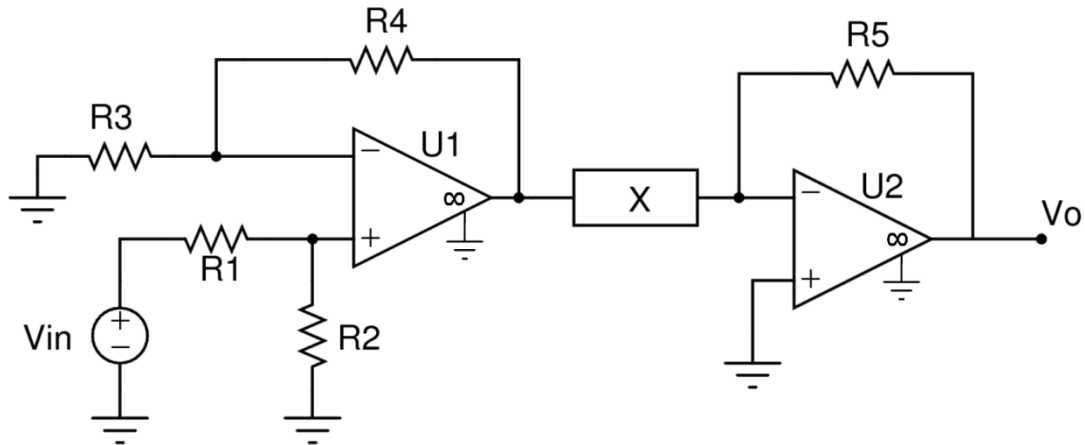 R4
R5
R3
− U1
∞
X
− U2
∞
Vo
+
R1
+
Vin
+
−
R2